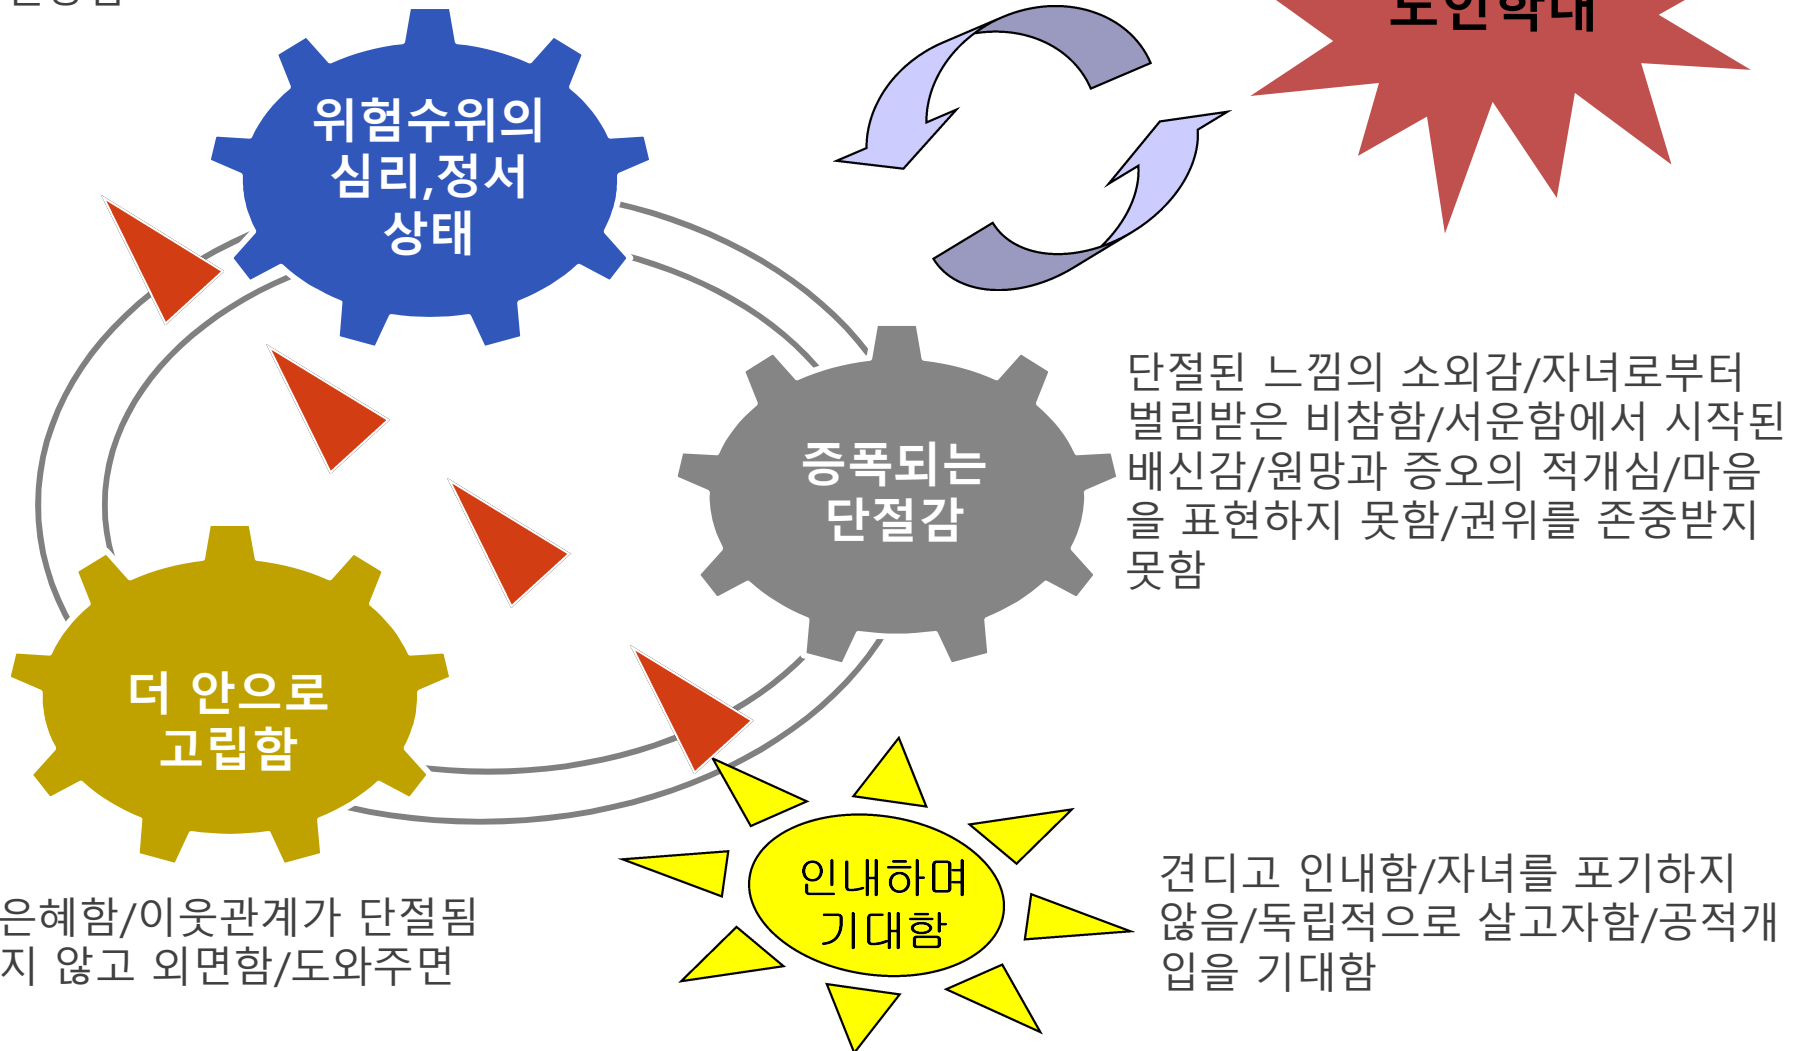 위험수위의
심리,정서
상태
증폭되는
단절감
단절된 느낌의 소외감/자녀로부터
벌림받은 비참함/서운함에서 시작된
배신감/원망과 증오의 적개심/마음
을 표현하지 못함/권위를 존중받지
못함
더 안으로
고립함
은혜함/이웃관계가 단절됨
지 않고 외면함/도와주면
인내하며
기대함
견디고 인내함/자녀를 포기하지
않음/독립적으로 살고자함/공적개
입을 기대함